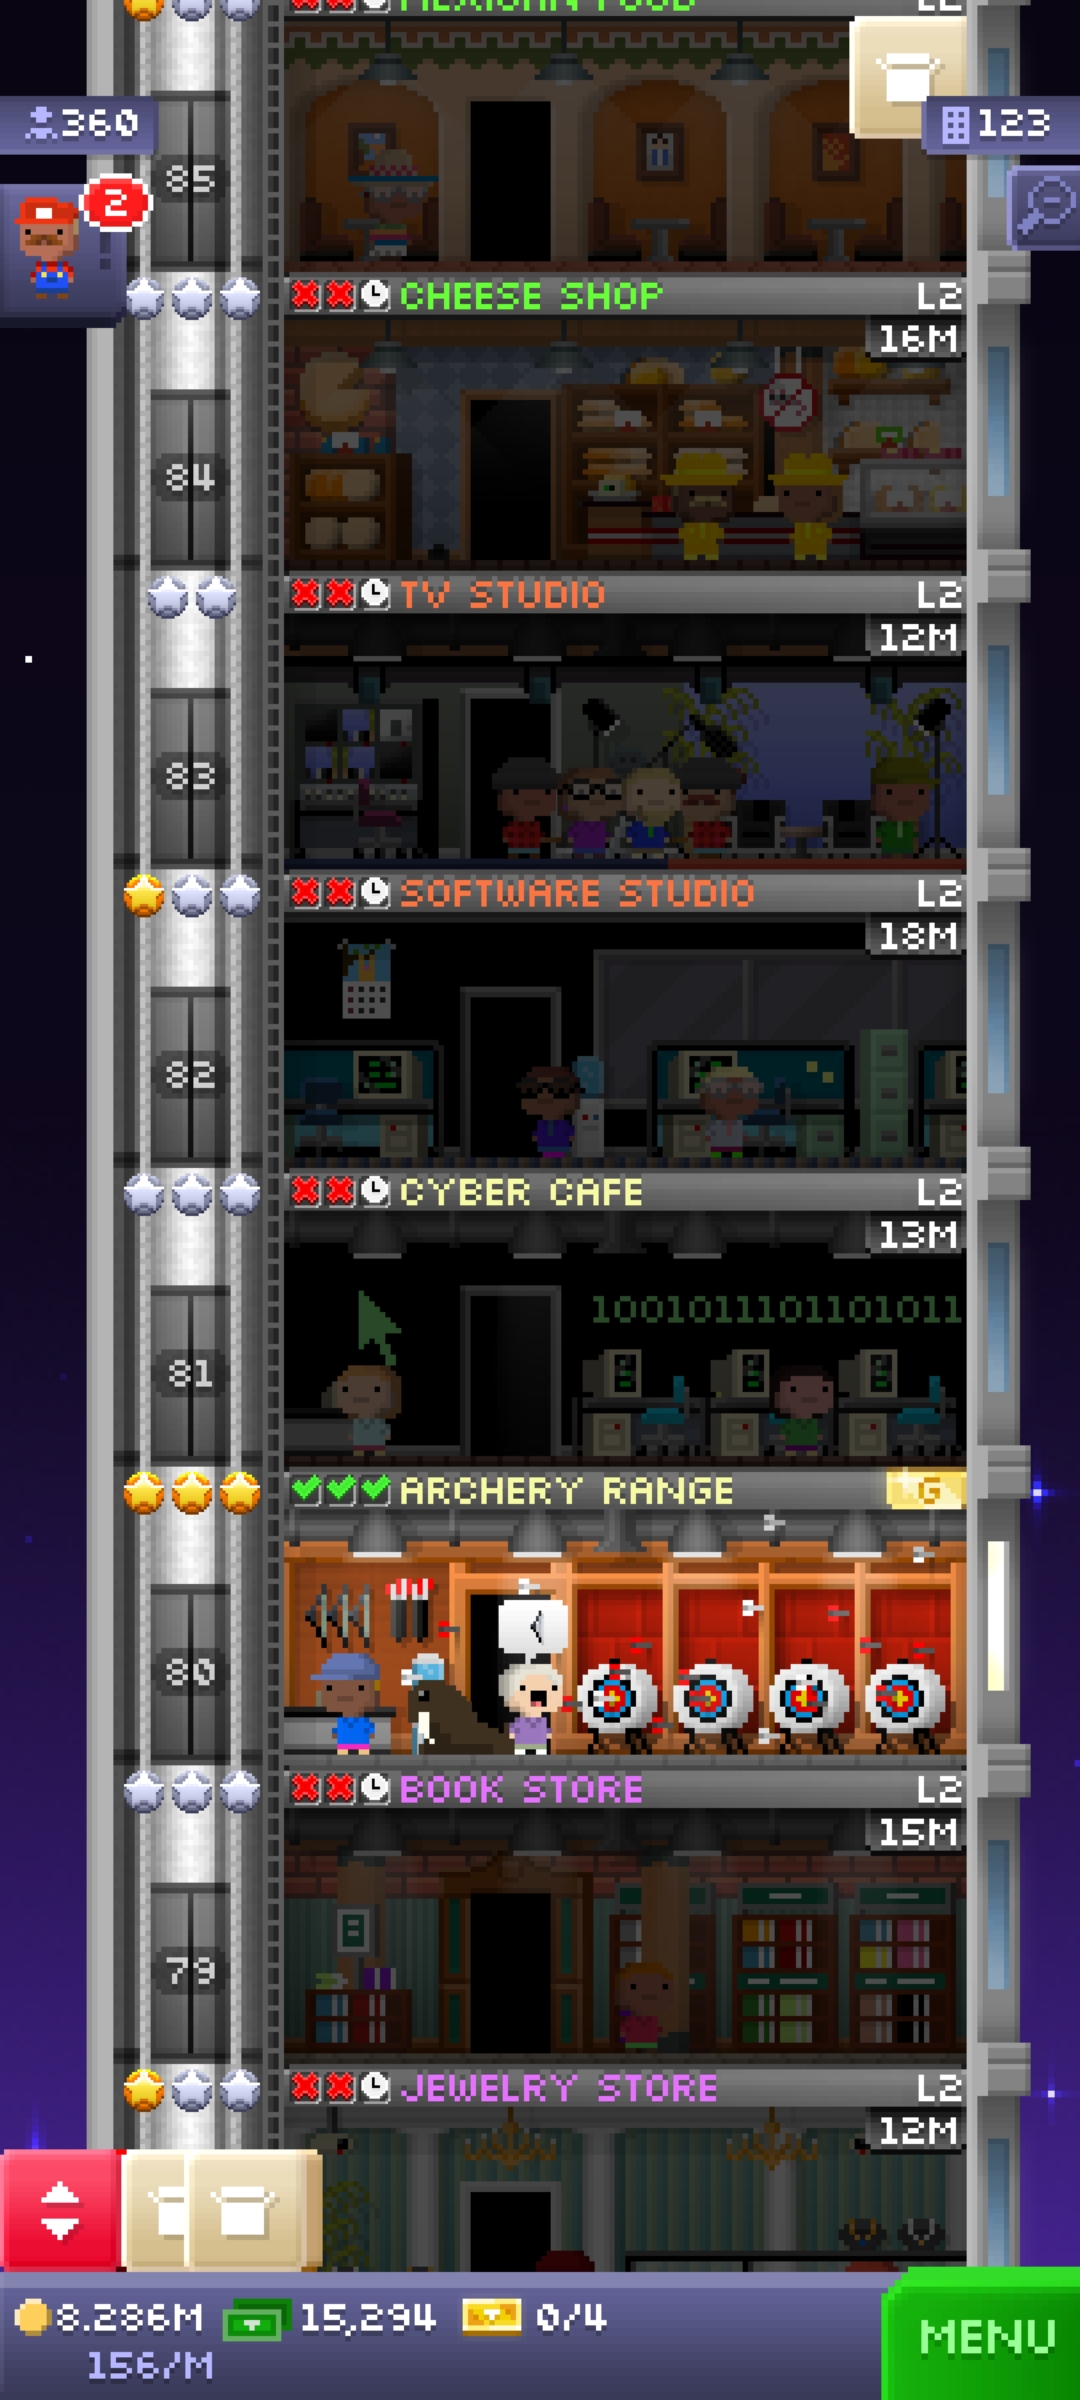 MEXICAN FOOD L2
360
123
85
2
CHEESE SHOP L2
16M
84
TV STUDIO L2
12M
83
SOFTWARE STUDIO L2
18M
82
CYBER CAFE L2
13M
1001011101101011
81
ARCHERY RANGE G
80
BOOK STORE L2
15M
79
JEWELRY STORE L2
12M
8.286M 15,294 0/4
156/M
MENU